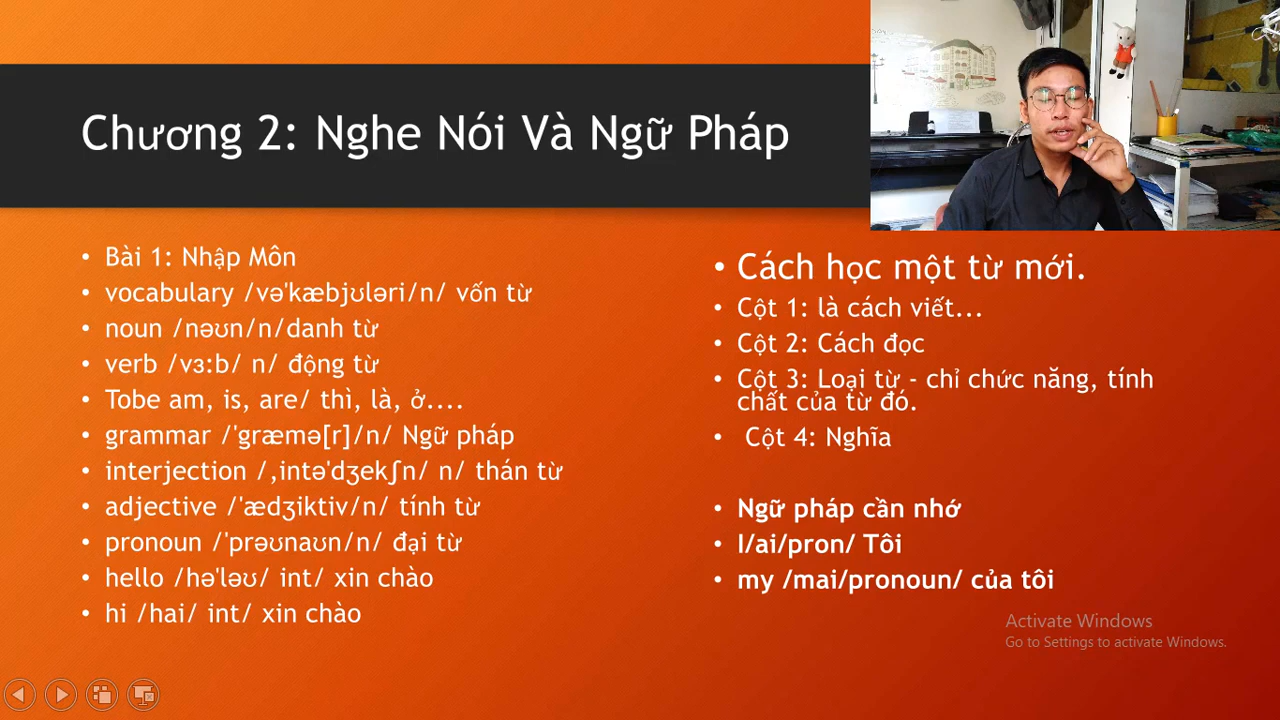 Chương 2: Nghe Nói Và Ngữ Pháp
• Bài 1: Nhập Môn
• vocabulary /və'kæbjʊləri/n/ vốn từ
• noun /nəʊn/n/danh từ
• verb /vɜ:b/ n/ động từ
• Tobe am, is, are/ thì, là, ở....
• grammar /'græmə[r]/n/ Ngữ pháp
• interjection /,intə'dʒekʃn/ n/ thán từ
• adjective /'ædʒiktiv/n/ tính từ
• pronoun /'prəʊnaʊn/n/ đại từ
• hello /hə'ləʊ/ int/ xin chào
• hi /hai/ int/ xin chào
• Cách học một từ mới.
• Cột 1: là cách viết...
• Cột 2: Cách đọc
• Cột 3: Loại từ - chỉ chức năng, tính
chất của từ đó.
• Cột 4: Nghĩa
• Ngữ pháp cần nhớ
• I/ai/pron/ Tôi
• my /mai/pronoun/ của tôi
Activate Windows
Go to Settings to activate Windows.